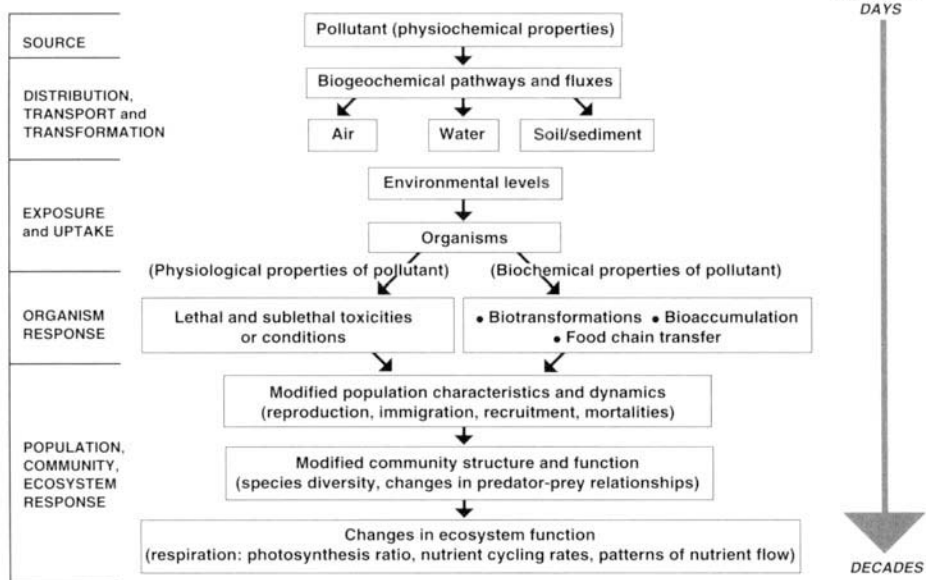 DAYS
SOURCE
Pollutant (physiochemical properties)
DISTRIBUTION,
TRANSPORT and
TRANSFORMATION
Biogeochemical pathways and fluxes
Air
Water
Soil/sediment
EXPOSURE
and UPTAKE
Environmental levels
Organisms
(Physiological properties of pollutant)
(Biochemical properties of pollutant)
ORGANISM
RESPONSE
Lethal and sublethal toxicities
or conditions
• Biotransformations • Bioaccumulation
• Food chain transfer
POPULATION,
COMMUNITY,
ECOSYSTEM
RESPONSE
Modified population characteristics and dynamics
(reproduction, immigration, recruitment, mortalities)
Modified community structure and function
(species diversity, changes in predator-prey relationships)
Changes in ecosystem function
(respiration: photosynthesis ratio, nutrient cycling rates, patterns of nutrient flow)
DECADES